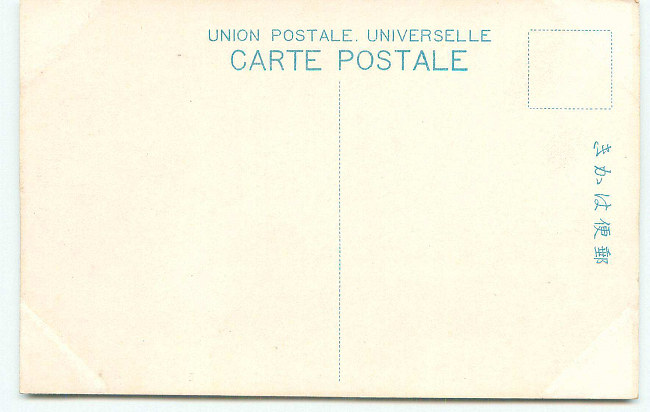 UNION POSTALE. UNIVERSELLE
CARTE POSTALE
郵便はかき